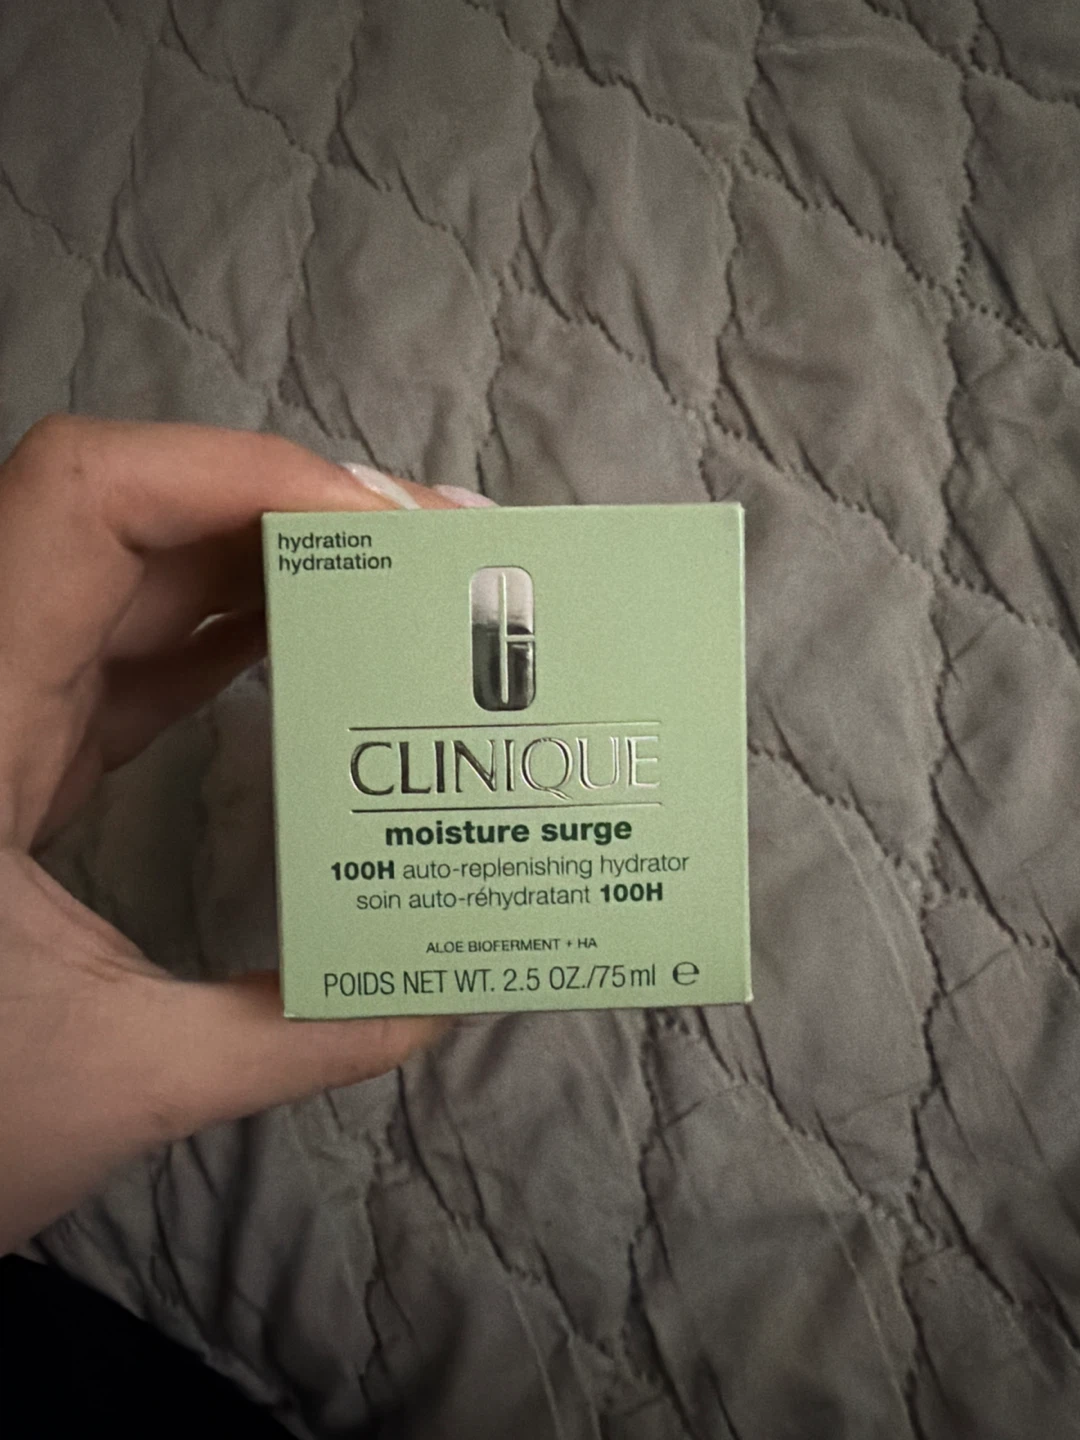 hydration
hydratation
CLINIQUE
moisture surge
100H auto-replenishing hydrator
soin auto-réhydratant 100H
ALOE BIOFERMENT + HA
POIDS NET WT. 2.5 OZ./75ml ℮